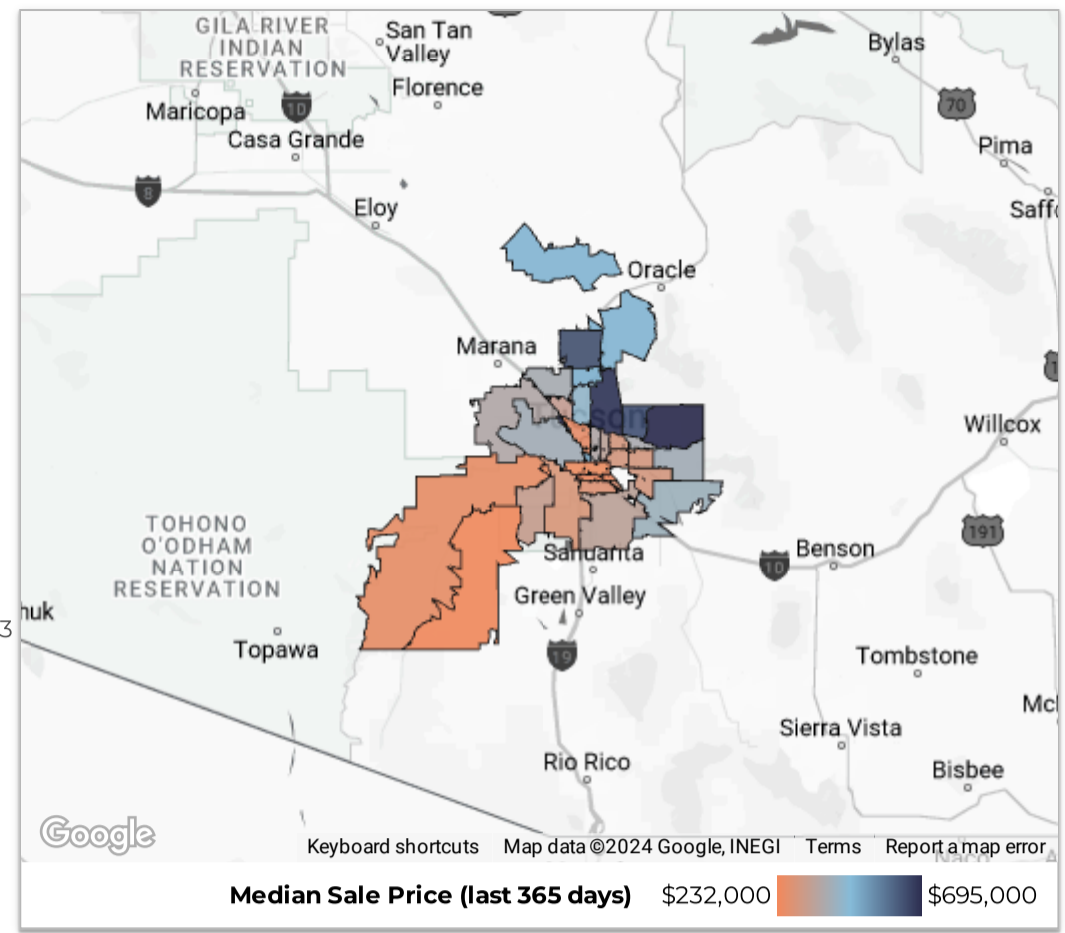 GILA RIVER
INDIAN
RESERVATION
San Tan
Valley
Bylas
Florence
Maricopa
10
70
Casa Grande
Pima
8
Eloy
Oracle
Marana
Tucson
Willcox
TOHONO
O'ODHAM
NATION
RESERVATION
191
Sahuarita
10
Benson
Green Valley
3
Topawa
19
Tombstone
Sierra Vista
Rio Rico
Bisbee
Google
Keyboard shortcuts
Map data ©2024 Google, INEGI
Terms
Report a map error
Naco
Median Sale Price (last 365 days)
$232,000
$695,000